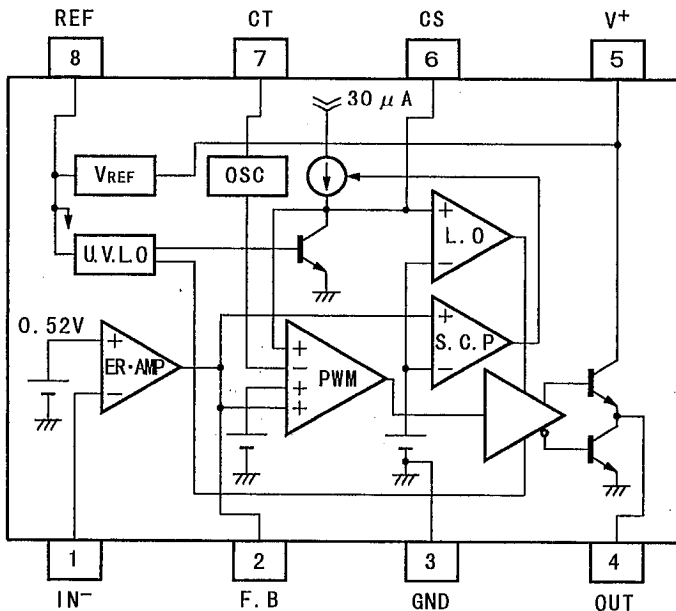 REF CT CS V+
8 7 6 5
30 μA
VREF OSC
+
L.O
−
U.V.L.O
0.52V
+
ER·AMP
−
+
S.C.P
−
+
−
+
+
PWM
1 2 3 4
IN− F.B GND OUT